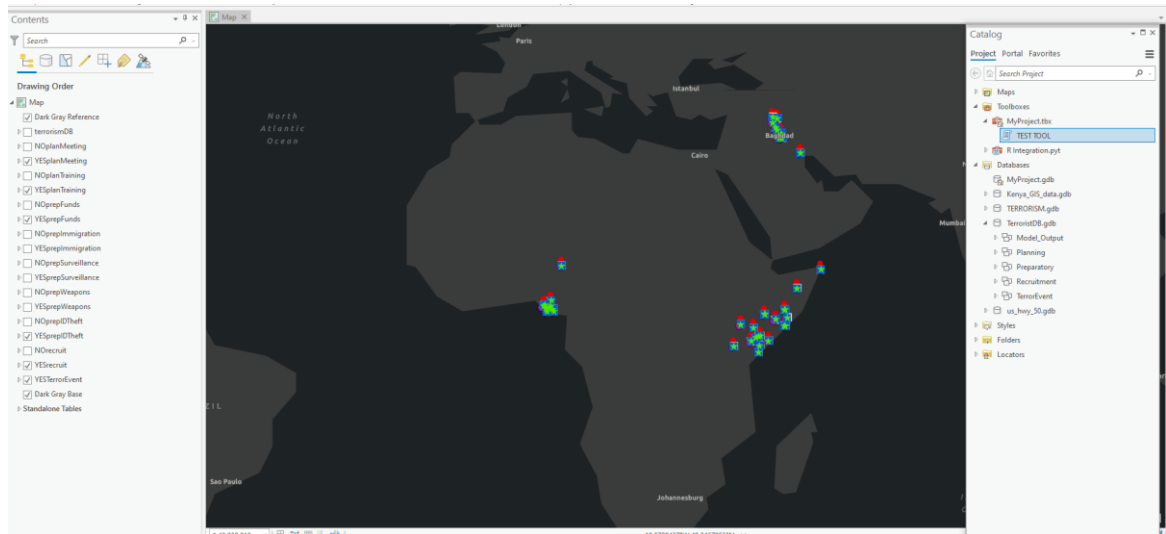 Contents
Search
Drawing Order
Map
Dark Gray Reference
terrorismDB
NOplanMeeting
YESplanMeeting
NOplanTraining
YESplanTraining
NOprepFunds
YESprepFunds
NOprepImmigration
YESprepImmigration
NOprepSurveillance
YESprepSurveillance
NOprepWeapons
YESprepWeapons
NOprepIDTheft
YESprepIDTheft
NOrecruit
YESrecruit
YESTerrorEvent
Dark Gray Base
Standalone Tables
Map
London
Paris
Istanbul
North
Atlantic
Ocean
Baghdad
Cairo
Mumbai
ZIL
Sao Paulo
Johannesburg
Catalog
Project Portal Favorites
Search Project
Maps
Toolboxes
MyProject.tbx
TEST TOOL
R Integration.pyt
Databases
MyProject.gdb
Kenya_GIS_data.gdb
TERRORISM.gdb
TerroristDB.gdb
Model_Output
Planning
Preparatory
Recruitment
TerrorEvent
us_hwy_50.gdb
Styles
Folders
Locators